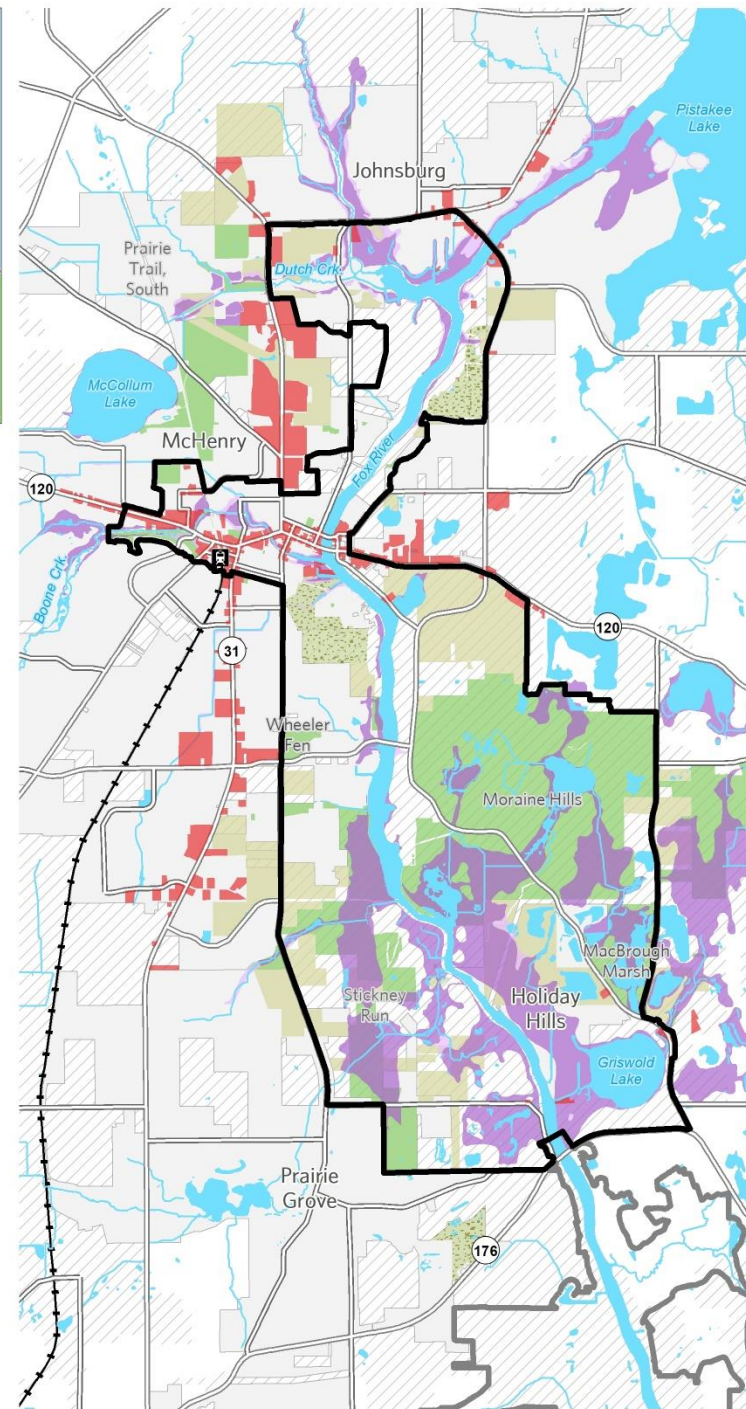 Pistakee
Lake
Johnsburg
Prairie
Trail,
South
Dutch Crk.
McCollum
Lake
McHenry
Fox River
120
Boone Crk.
31
120
Wheeler
Fen
Moraine Hills
MacBrough
Marsh
Stickney
Run
Holiday
Hills
Griswold
Lake
Prairie
Grove
176